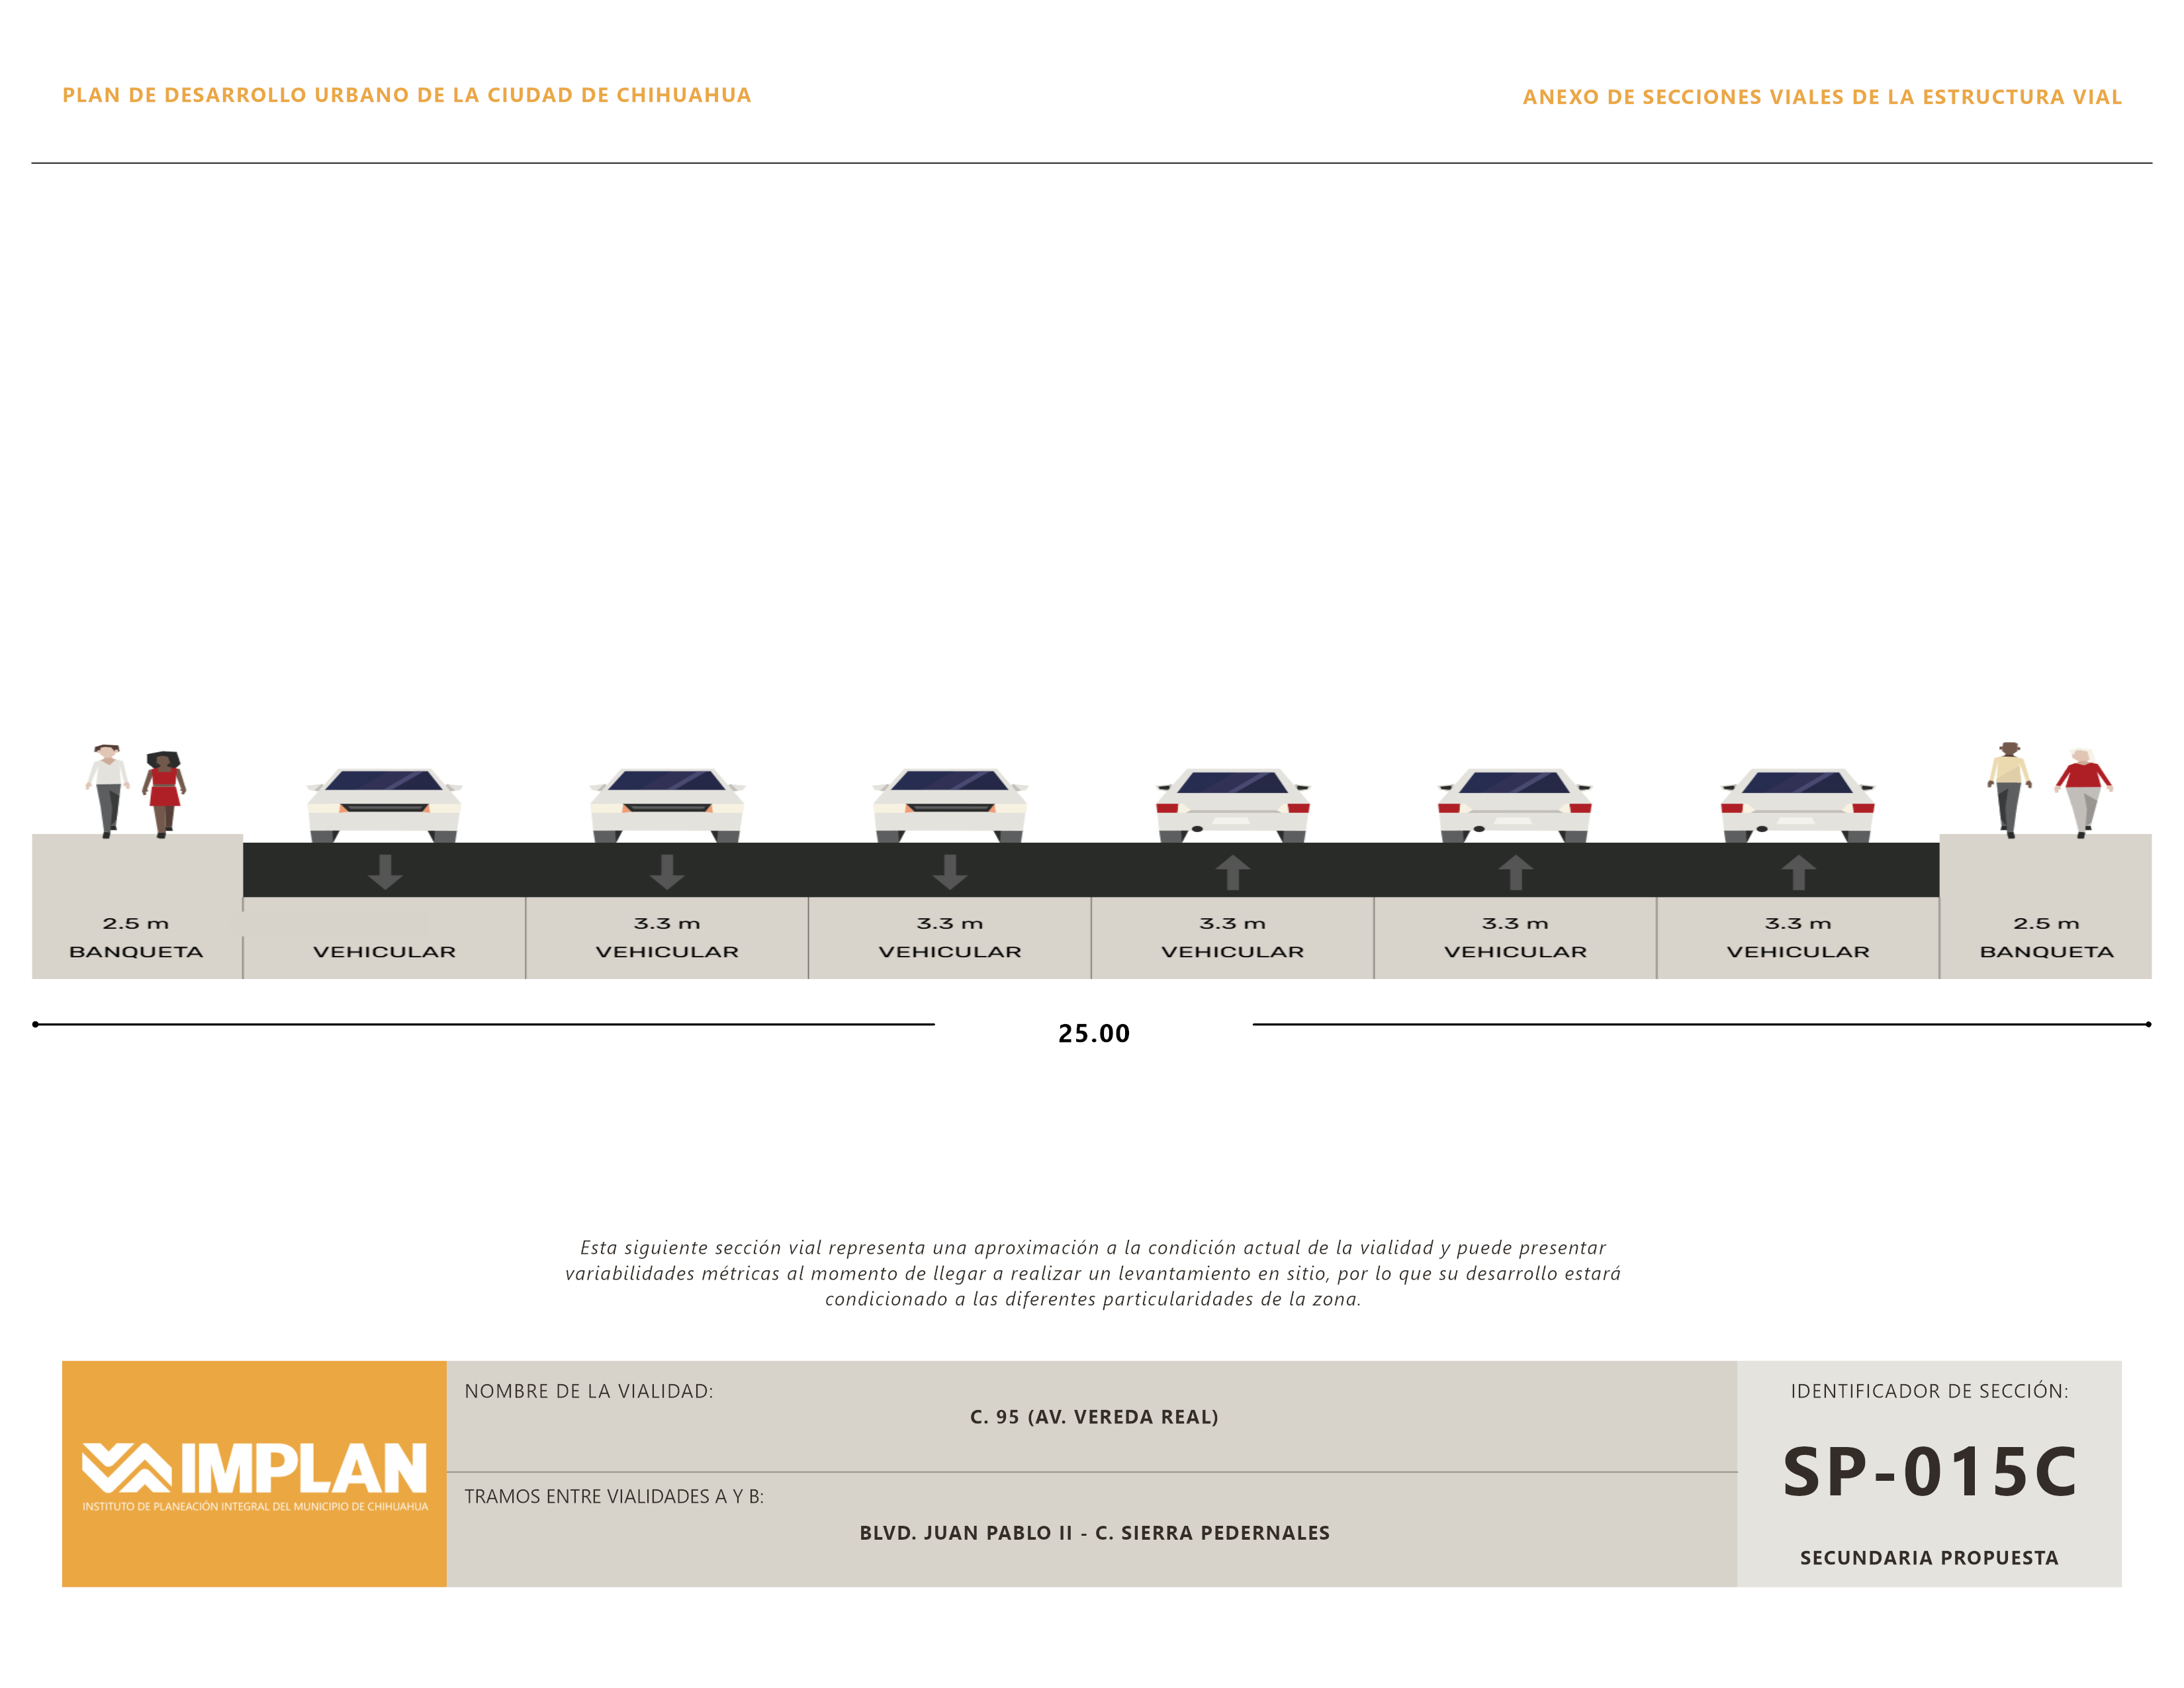 PLAN DE DESARROLLO URBANO DE LA CIUDAD DE CHIHUAHUA
ANEXO DE SECCIONES VIALES DE LA ESTRUCTURA VIAL
2.5 m 3.3 m 3.3 m 3.3 m 3.3 m 3.3 m 2.5 m
BANQUETA VEHICULAR VEHICULAR VEHICULAR VEHICULAR VEHICULAR VEHICULAR BANQUETA
25.00
Esta siguiente sección vial representa una aproximación a la condición actual de la vialidad y puede presentar
variabilidades métricas al momento de llegar a realizar un levantamiento en sitio, por lo que su desarrollo estará
condicionado a las diferentes particularidades de la zona.
IMPLAN
INSTITUTO DE PLANEACIÓN INTEGRAL DEL MUNICIPIO DE CHIHUAHUA
NOMBRE DE LA VIALIDAD:
C. 95 (AV. VEREDA REAL)
TRAMOS ENTRE VIALIDADES A Y B:
BLVD. JUAN PABLO II - C. SIERRA PEDERNALES
IDENTIFICADOR DE SECCIÓN:
SP-015C
SECUNDARIA PROPUESTA